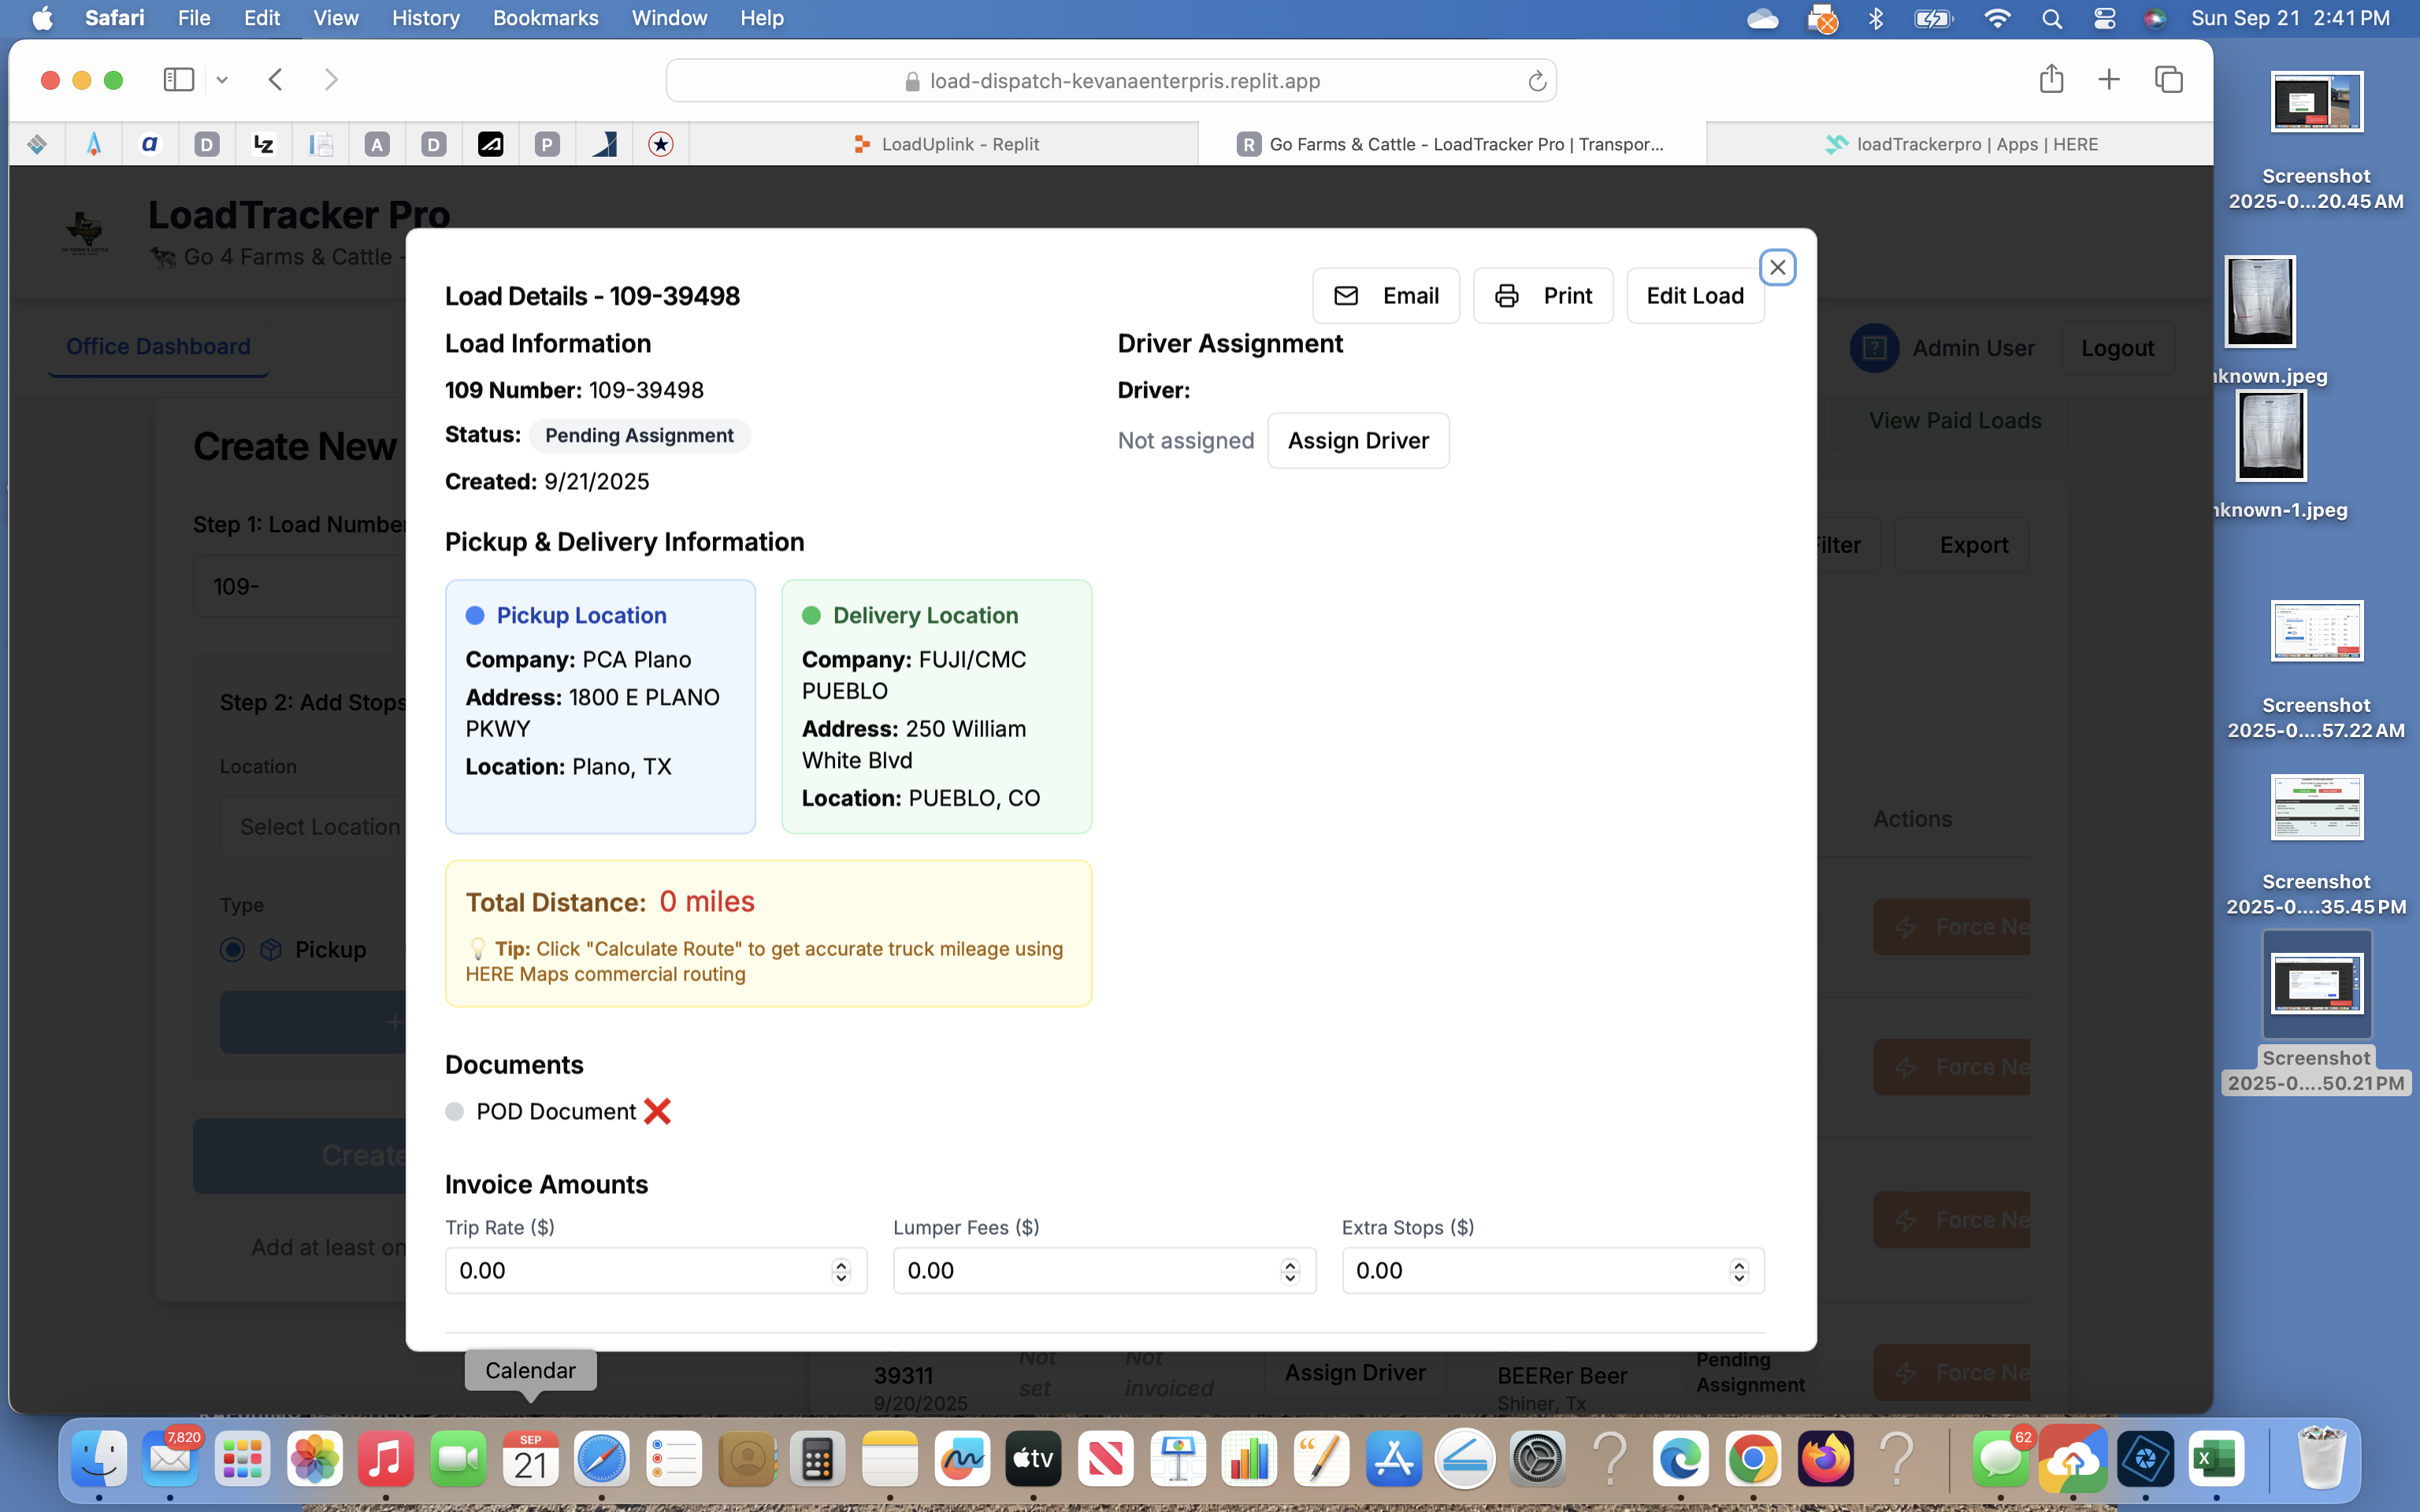 Safari File Edit View History Bookmarks Window Help Sun Sep 21 2:41 PM
load-dispatch-kevanaenterpris.replit.app
a D LZ A D P LoadUplink - Replit R Go Farms & Cattle - LoadTracker Pro | Transpor... loadTrackerpro | Apps | HERE
LoadTracker Pro
Go 4 Farms & Cattle -
Office Dashboard
Admin User
Logout
View Paid Loads
Create New
Step 1: Load Number
109-
Step 2: Add Stops
Location
Select Location
Type
Pickup
+
Create
Add at least on
Filter
Export
Actions
Force Ne
Force Ne
Force Ne
Force Ne
Load Details - 109-39498
Email
Print
Edit Load
Load Information
109 Number: 109-39498
Status: Pending Assignment
Created: 9/21/2025
Driver Assignment
Driver:
Not assigned Assign Driver
Pickup & Delivery Information
Pickup Location
Company: PCA Plano
Address: 1800 E PLANO
PKWY
Location: Plano, TX
Delivery Location
Company: FUJI/CMC
PUEBLO
Address: 250 William
White Blvd
Location: PUEBLO, CO
Total Distance: 0 miles
Tip: Click "Calculate Route" to get accurate truck mileage using
HERE Maps commercial routing
Documents
POD Document
Invoice Amounts
Trip Rate ($)
0.00
Lumper Fees ($)
0.00
Extra Stops ($)
0.00
39311
9/20/2025
Not
set
Not
invoiced
Assign Driver
BEERer Beer
Shiner, Tx
Pending
Assignment
Calendar
Screenshot
2025-0...20.45 AM
nknown.jpeg
nknown-1.jpeg
Screenshot
2025-0....57.22 AM
Screenshot
2025-0....35.45 PM
Screenshot
2025-0....50.21 PM
7,820
SEP
21
tv
62
X